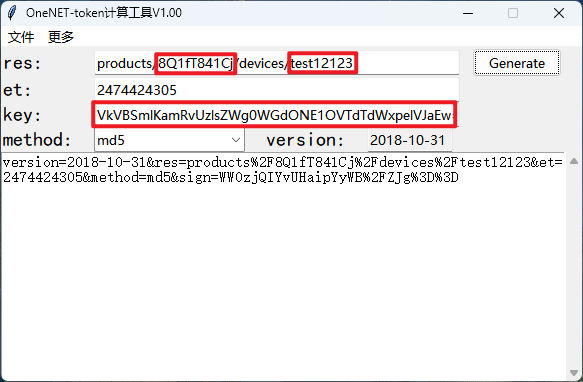 OneNET-token计算工具V1.00
文件 更多
res: products/8Q1fT841Cj/devices/test12123 Generate
et: 2474424305
key: VkVBSmlKamRvUzlsZWg0WGdONE1OVTdTdWxpelVJaEw=
method: md5 version: 2018-10-31
version=2018-10-31&res=products%2F8Q1fT841Cj%2Fdevices%2Ftest12123&et=
2474424305&method=md5&sign=WW0zjQIYvUHaipYyWB%2FZJg%3D%3D